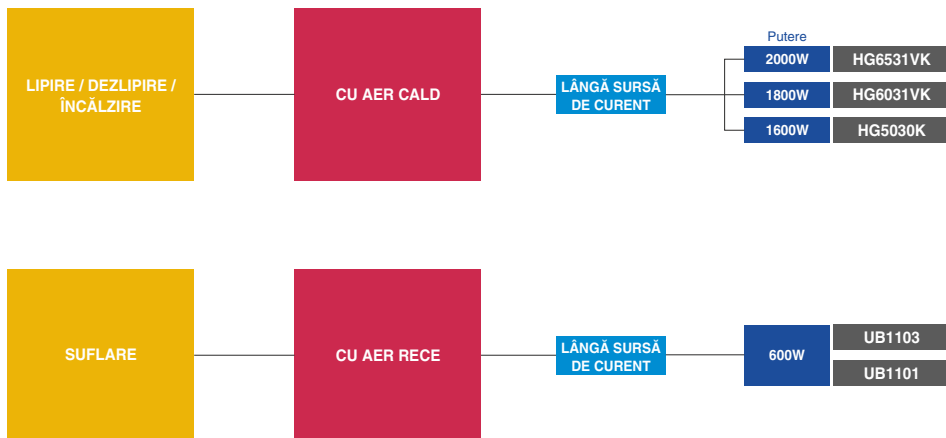 Putere
LIPIRE / DEZLIPIRE /
ÎNCĂLZIRE
CU AER CALD
LÂNGĂ SURSĂ
DE CURENT
2000W HG6531VK
1800W HG6031VK
1600W HG5030K
SUFLARE
CU AER RECE
LÂNGĂ SURSĂ
DE CURENT
600W
UB1103
UB1101